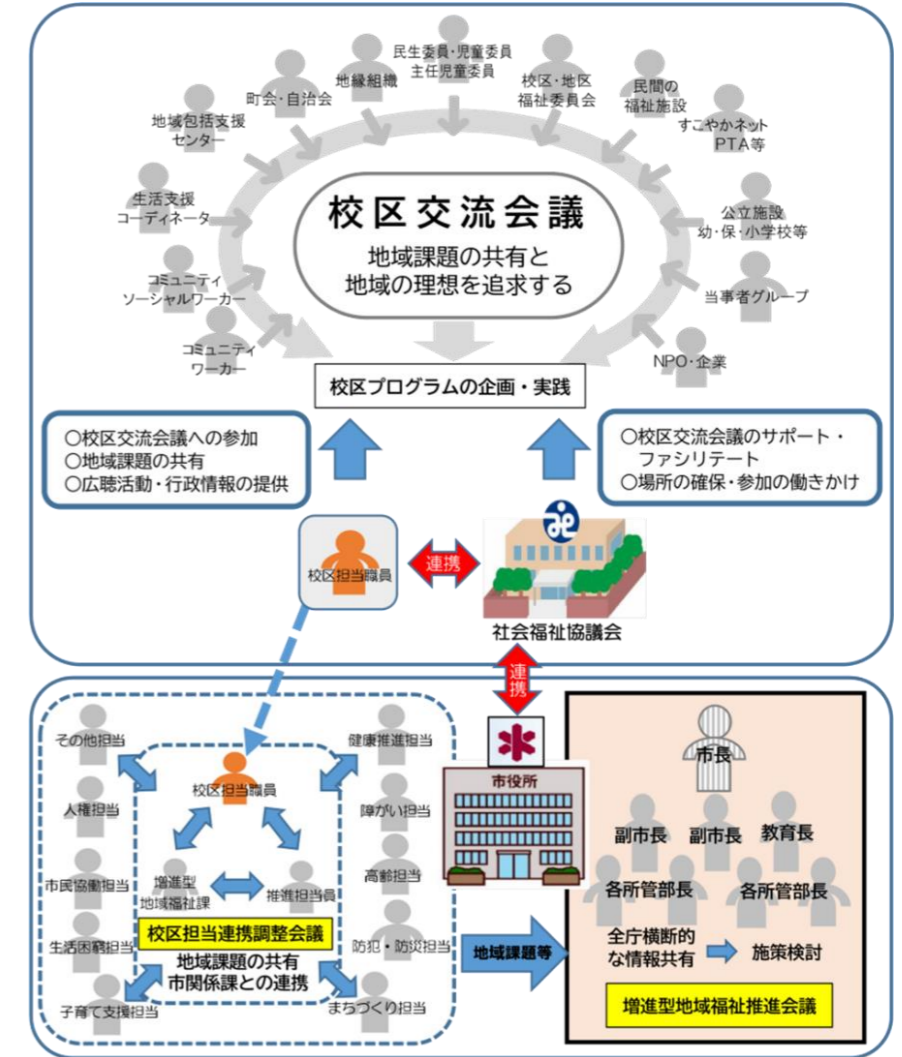 民生委員・児童委員
主任児童委員
地縁組織
校区・地区
福祉委員会
町会・自治会
民間の
福祉施設
地域包括支援
センター
すこやかネット
PTA等
生活支援
コーディネータ
公立施設
幼・保・小学校等
コミュニティ
ソーシャルワーカー
当事者グループ
コミュニティ
ワーカー
NPO・企業
校区交流会議
地域課題の共有と
地域の理想を追求する
校区プログラムの企画・実践
○校区交流会議への参加
○地域課題の共有
○広聴活動・行政情報の提供
○校区交流会議のサポート・
ファシリテート
○場所の確保・参加の働きかけ
校区担当職員
連携
社会福祉協議会
連
携
その他担当
健康推進担当
校区担当職員
人権担当
障がい担当
市民協働担当
増進型
地域福祉課
推進担当員
高齢担当
生活困窮担当
校区担当連携調整会議
防犯・防災担当
地域課題の共有
市関係課との連携
子育て支援担当
まちづくり担当
市役所
地域課題等
市長
副市長
副市長
教育長
各所管部長
各所管部長
全庁横断的
な情報共有
施策検討
増進型地域福祉推進会議